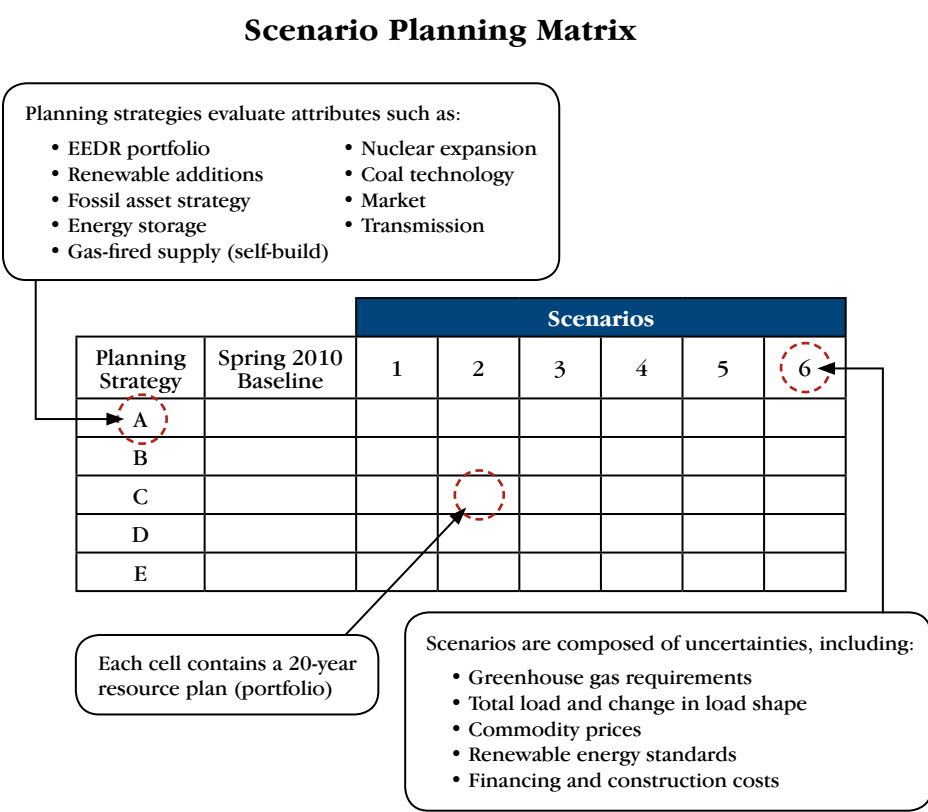 Scenario Planning Matrix
Planning strategies evaluate attributes such as:
• EEDR portfolio
• Renewable additions
• Fossil asset strategy
• Energy storage
• Gas-fired supply (self-build)
• Nuclear expansion
• Coal technology
• Market
• Transmission
Scenarios
Planning Strategy
Spring 2010 Baseline
1 2 3 4 5 6
A
B
C
D
E
Each cell contains a 20-year
resource plan (portfolio)
Scenarios are composed of uncertainties, including:
• Greenhouse gas requirements
• Total load and change in load shape
• Commodity prices
• Renewable energy standards
• Financing and construction costs